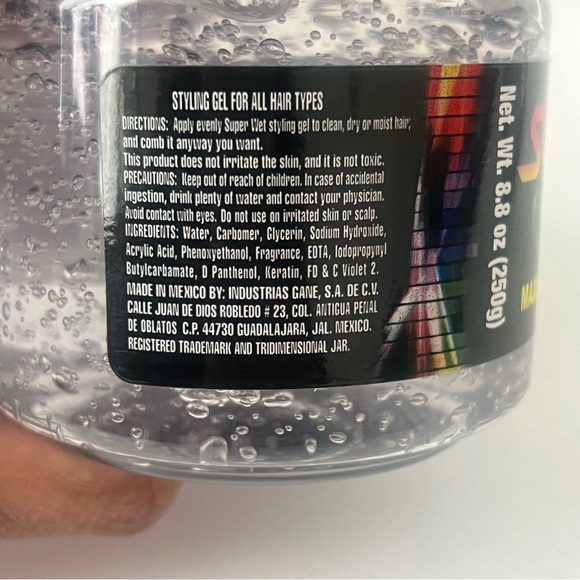 STYLING GEL FOR ALL HAIR TYPES
DIRECTIONS: Apply evenly Super Wet styling gel to clean, dry or moist hair,
and comb it anyway you want.
This product does not irritate the skin, and it is not toxic.
PRECAUTIONS: Keep out of reach of children. In case of accidental
ingestion, drink plenty of water and contact your physician.
Avoid contact with eyes. Do not use on irritated skin or scalp.
INGREDIENTS: Water, Carbomer, Glycerin, Sodium Hydroxide,
Acrylic Acid, Phenoxyethanol, Fragrance, EDTA, Iodopropynyl
Butylcarbamate, D Panthenol, Keratin, FD & C Violet 2.
MADE IN MEXICO BY: INDUSTRIAS GANE, S.A. DE C.V.
CALLE JUAN DE DIOS ROBLEDO # 23, COL. ANTIGUA PENAL
DE OBLATOS C.P. 44730 GUADALAJARA, JAL. MEXICO.
REGISTERED TRADEMARK AND TRIDIMENSIONAL JAR.
Net. Wt. 8.8 oz (250g)